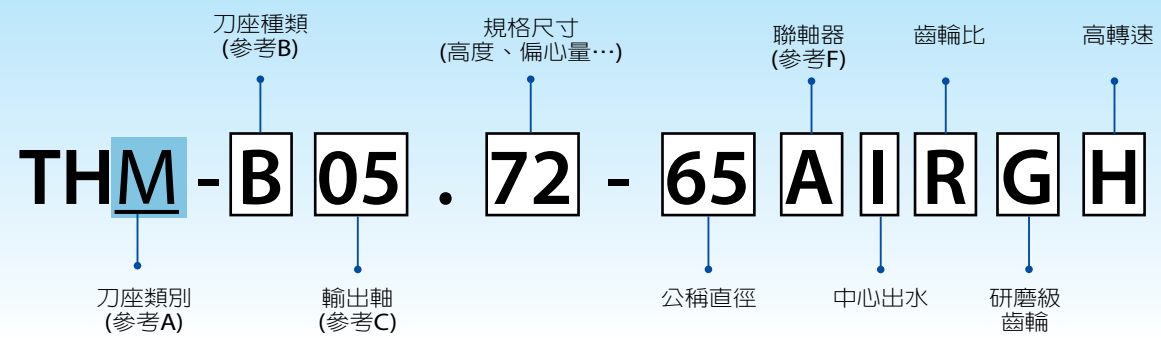 刀座種類
(參考B)
規格尺寸
(高度、偏心量…)
聯軸器
(參考F)
齒輪比
高轉速
THM-B05.72-65AIRGH
刀座類別
(參考A)
輸出軸
(參考C)
公稱直徑
中心出水
研磨級
齒輪